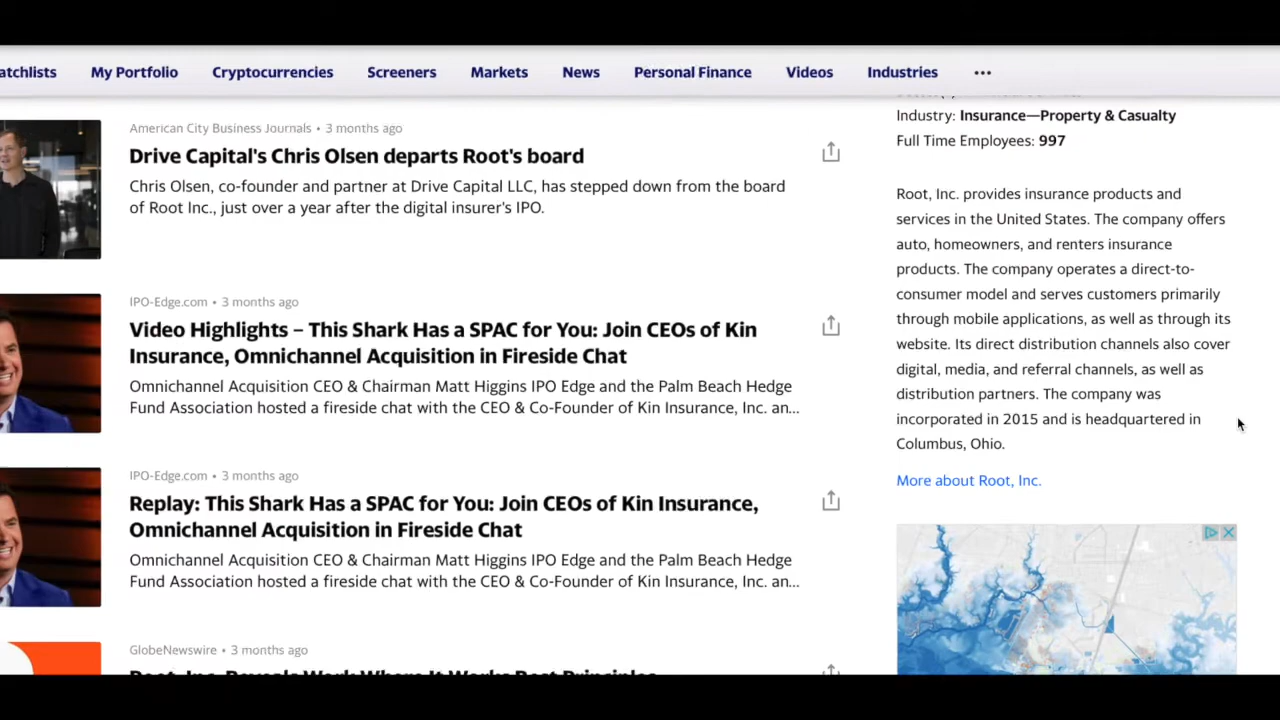 atchlists My Portfolio Cryptocurrencies Screeners Markets News Personal Finance Videos Industries •••
American City Business Journals • 3 months ago
Drive Capital's Chris Olsen departs Root's board
Chris Olsen, co-founder and partner at Drive Capital LLC, has stepped down from the board
of Root Inc., just over a year after the digital insurer's IPO.
IPO-Edge.com • 3 months ago
Video Highlights – This Shark Has a SPAC for You: Join CEOs of Kin
Insurance, Omnichannel Acquisition in Fireside Chat
Omnichannel Acquisition CEO & Chairman Matt Higgins IPO Edge and the Palm Beach Hedge
Fund Association hosted a fireside chat with the CEO & Co-Founder of Kin Insurance, Inc. an...
IPO-Edge.com • 3 months ago
Replay: This Shark Has a SPAC for You: Join CEOs of Kin Insurance,
Omnichannel Acquisition in Fireside Chat
Omnichannel Acquisition CEO & Chairman Matt Higgins IPO Edge and the Palm Beach Hedge
Fund Association hosted a fireside chat with the CEO & Co-Founder of Kin Insurance, Inc. an...
GlobeNewswire • 3 months ago
Root, Inc. Reveals Work Where It Works Best Principles
Industry: Insurance—Property & Casualty
Full Time Employees: 997
Root, Inc. provides insurance products and
services in the United States. The company offers
auto, homeowners, and renters insurance
products. The company operates a direct-to-
consumer model and serves customers primarily
through mobile applications, as well as through its
website. Its direct distribution channels also cover
digital, media, and referral channels, as well as
distribution partners. The company was
incorporated in 2015 and is headquartered in
Columbus, Ohio.
More about Root, Inc.